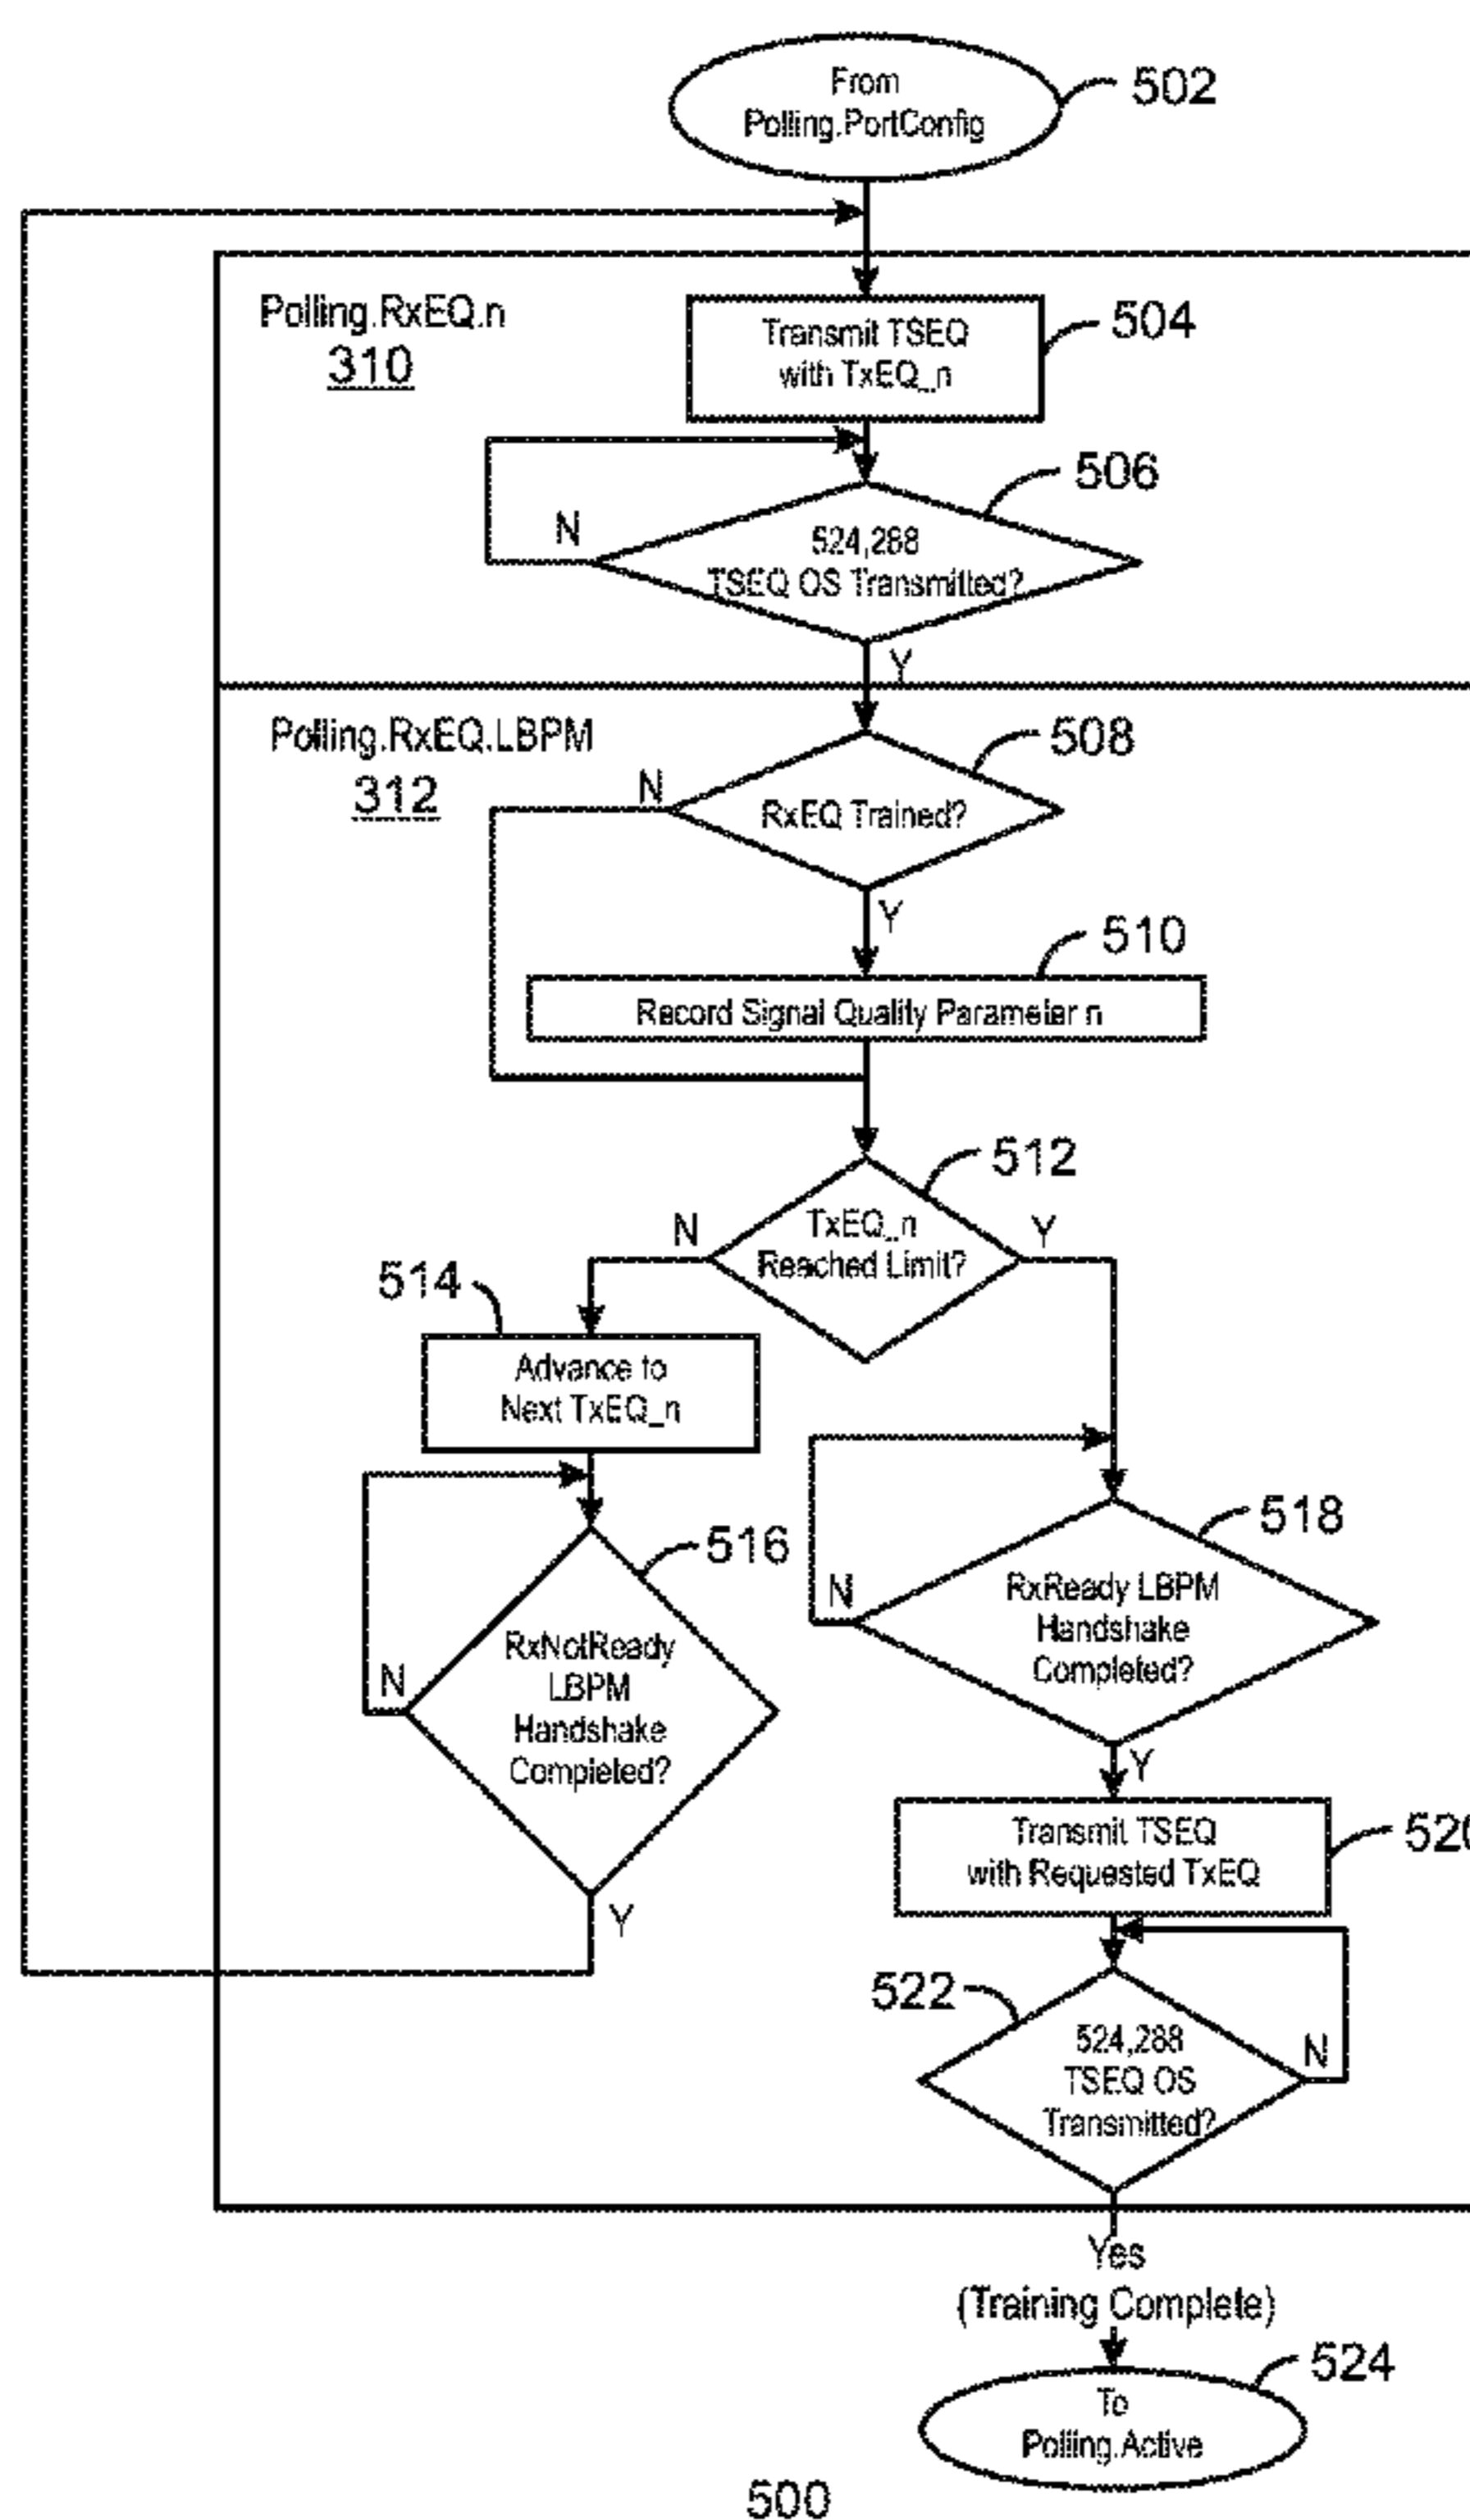 From
Polling.PortConfig
502
Polling.RxEQ.n
310
Transmit TSEQ
with TxEQ_n
504
506
N
524,288
TSEQ OS Transmitted?
Y
Polling.RxEQ.LBPM
312
508
N
RxEQ Trained?
Y
510
Record Signal Quality Parameter n
512
N
TxEQ_n
Reached Limit?
Y
514
Advance to
Next TxEQ_n
516
RxNotReady
LBPM
Handshake
Completed?
N
Y
518
N
RxReady LBPM
Handshake
Completed?
Y
Transmit TSEQ
with Requested TxEQ
520
522
524,288
TSEQ OS
Transmitted?
N
Yes
(Training Complete)
524
To
Polling.Active
500